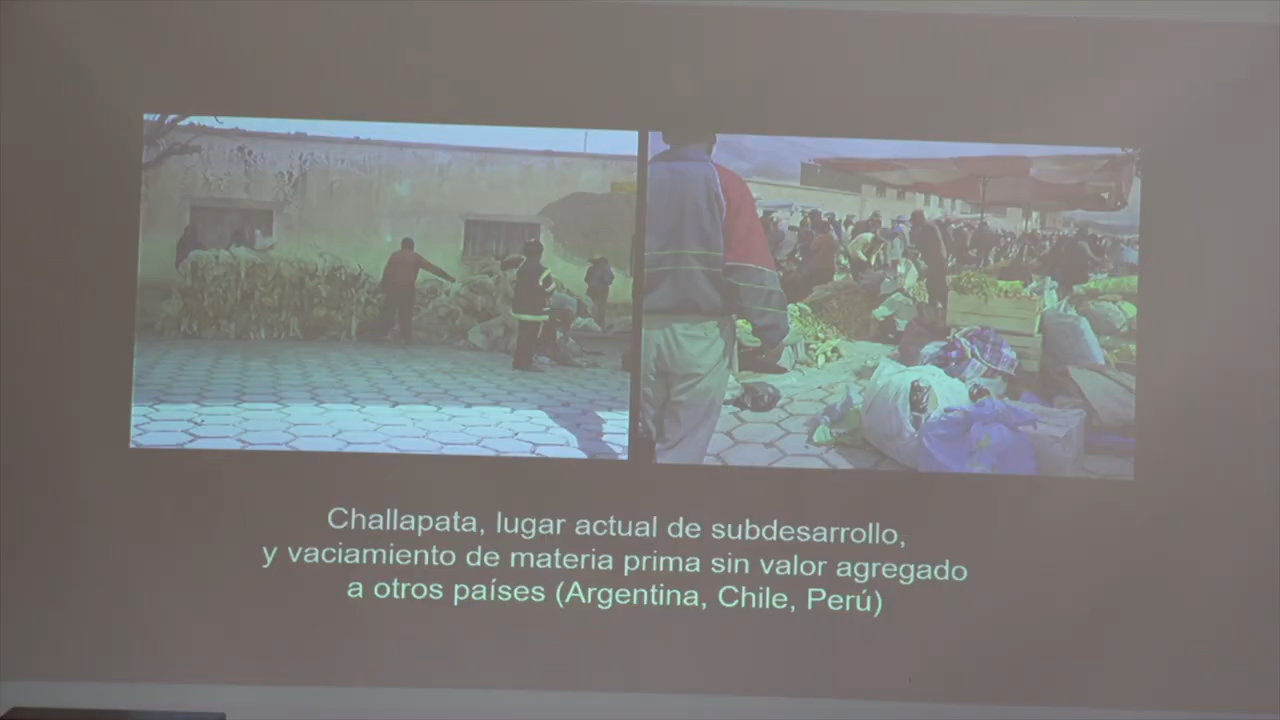 Challapata, lugar actual de subdesarrollo,
y vaciamiento de materia prima sin valor agregado
a otros países (Argentina, Chile, Perú)